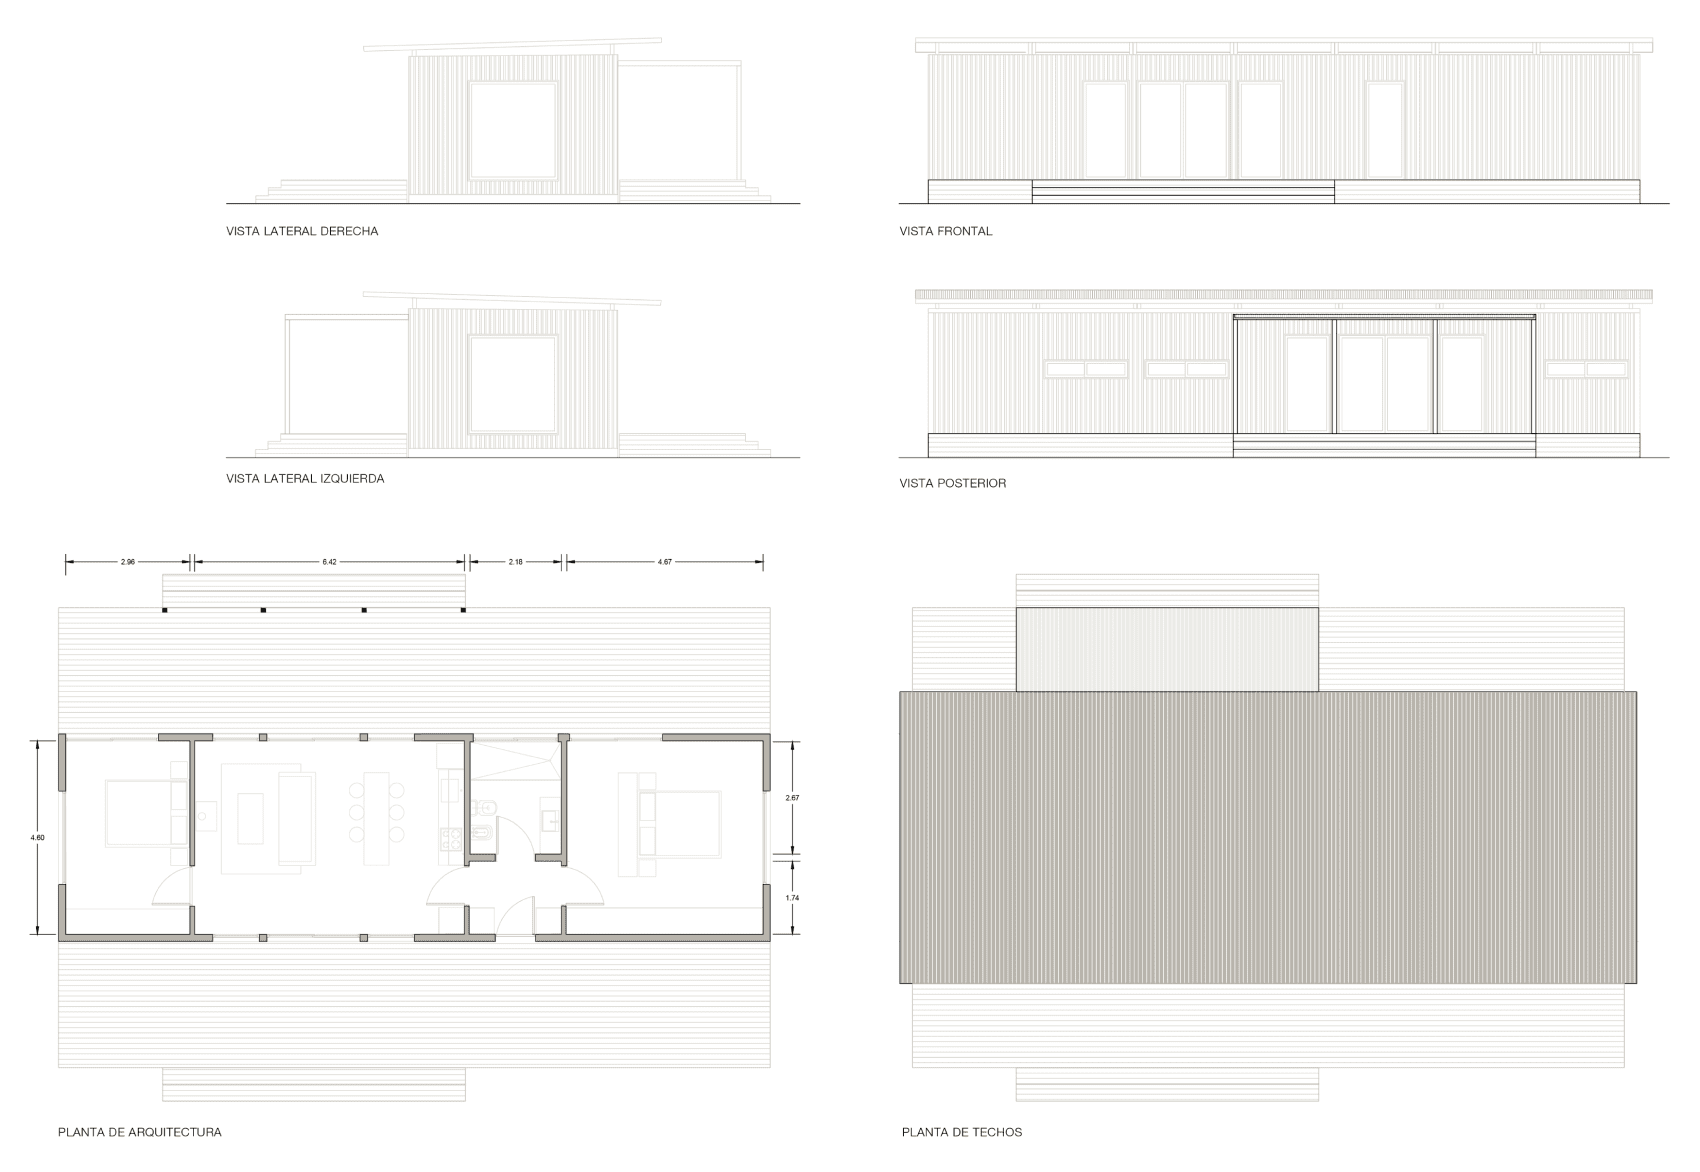 VISTA LATERAL DERECHA
VISTA FRONTAL
VISTA LATERAL IZQUIERDA
VISTA POSTERIOR
2.96
6.42
2.18
4.67
4.60
2.67
1.74
PLANTA DE ARQUITECTURA
PLANTA DE TECHOS